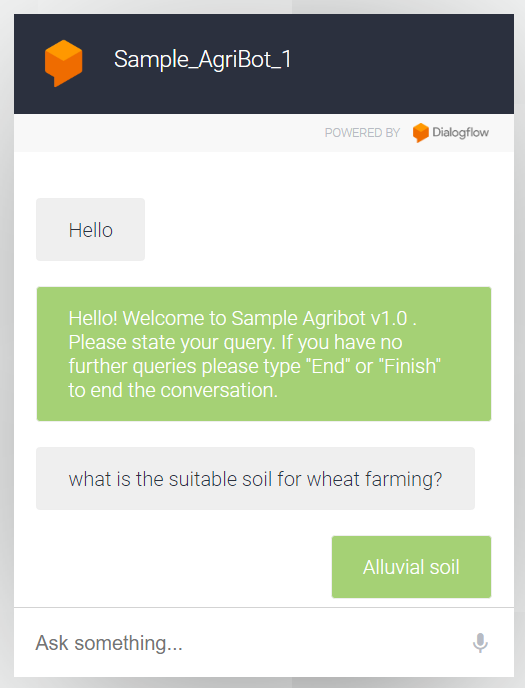 Sample_AgriBot_1
POWERED BY Dialogflow
Hello
Hello! Welcome to Sample Agribot v1.0 .
Please state your query. If you have no
further queries please type "End" or "Finish"
to end the conversation.
what is the suitable soil for wheat farming?
Alluvial soil
Ask something...